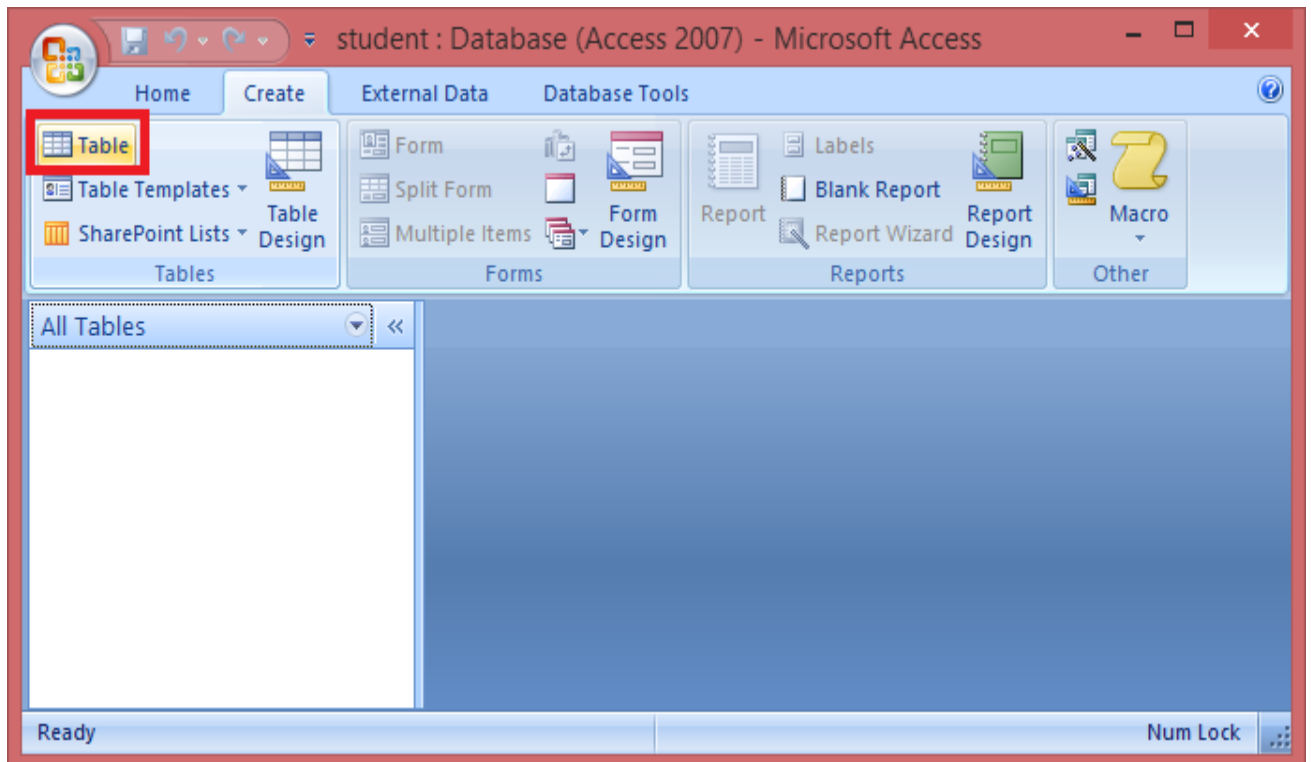 student : Database (Access 2007) - Microsoft Access
Home Create External Data Database Tools
Table
Table Templates
SharePoint Lists
Table
Design
Tables
Form
Split Form
Multiple Items
Form
Design
Forms
Report
Labels
Blank Report
Report Wizard
Report
Design
Reports
Macro
Other
All Tables
Ready
Num Lock